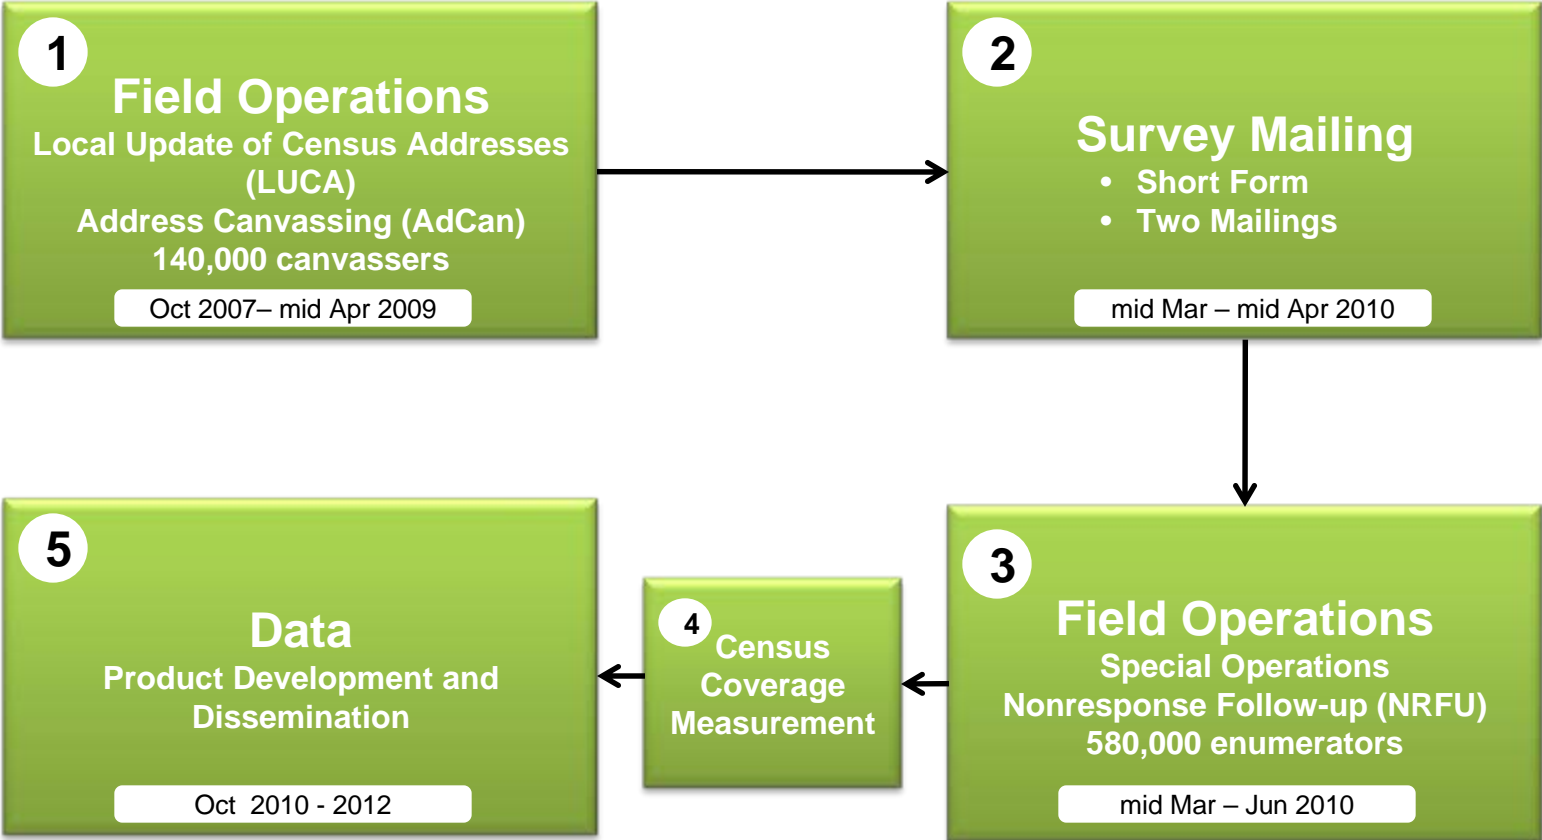 1
Field Operations
Local Update of Census Addresses
(LUCA)
Address Canvassing (AdCan)
140,000 canvassers
Oct 2007– mid Apr 2009
2
Survey Mailing
• Short Form
• Two Mailings
mid Mar – mid Apr 2010
3
Field Operations
Special Operations
Nonresponse Follow-up (NRFU)
580,000 enumerators
mid Mar – Jun 2010
4
Census
Coverage
Measurement
5
Data
Product Development and
Dissemination
Oct 2010 - 2012